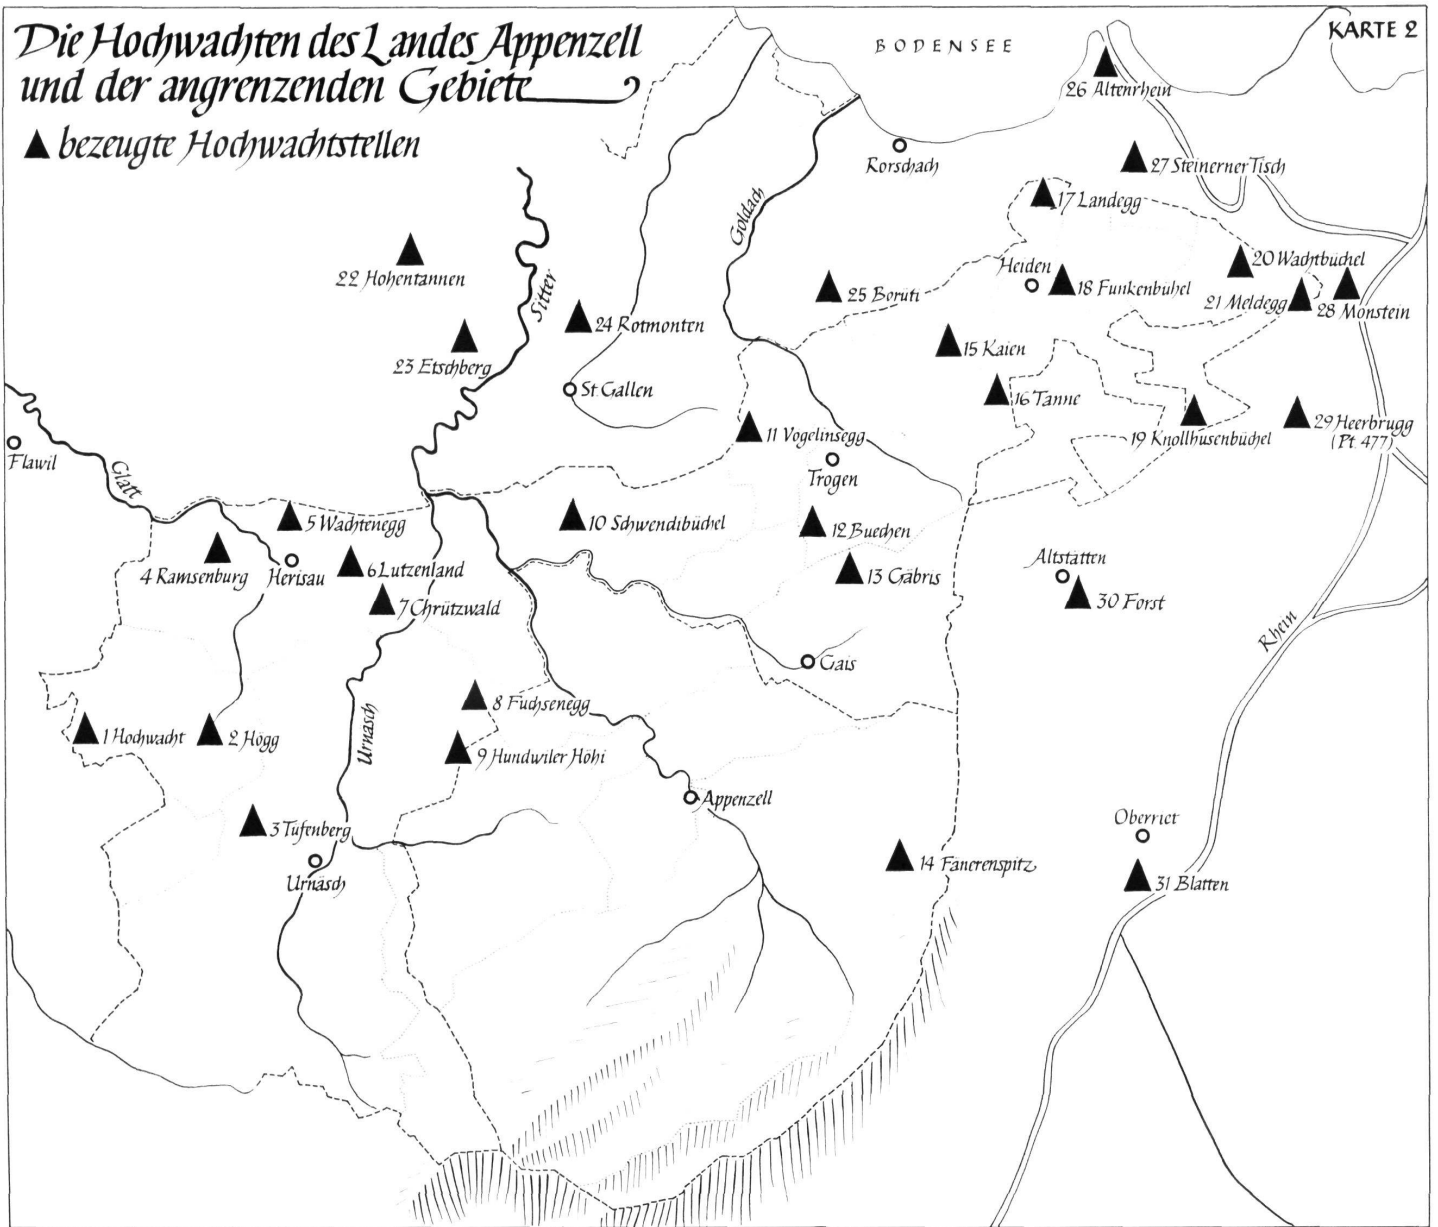 Die Hochwachten des Landes Appenzell
und der angrenzenden Gebiete
▲ bezeugte Hochwachtstellen
KARTE 2
BODENSEE
26 Altenrhein
Rorschach
27 Steinerner Tisch
17 Landegg
Goldach
22 Hohentannen
Sitter
Heiden
20 Wachtbüchel
25 Boruti
18 Funkenbühel
21 Meldegg
28 Monstein
24 Rotmonten
23 Etschberg
15 Kaien
St. Gallen
16 Tanne
11 Vogelinsegg
19 Knollhusenbüchel
29 Heerbrugg
(Pt. 477)
Flawil
Glatt
Trogen
5 Wachtenegg
10 Schwendibüchel
12 Buechen
4 Ramsenburg
Herisau
6 Lutzenland
13 Gäbris
Altstätten
7 Chrützwald
30 Forst
Rhein
Gais
8 Fuchsenegg
Urnäsch
1 Hochwacht
2 Högg
9 Hundwiler Höhi
Appenzell
3 Tüfenberg
Oberriet
Urnäsch
14 Fänerenspitz
31 Blatten